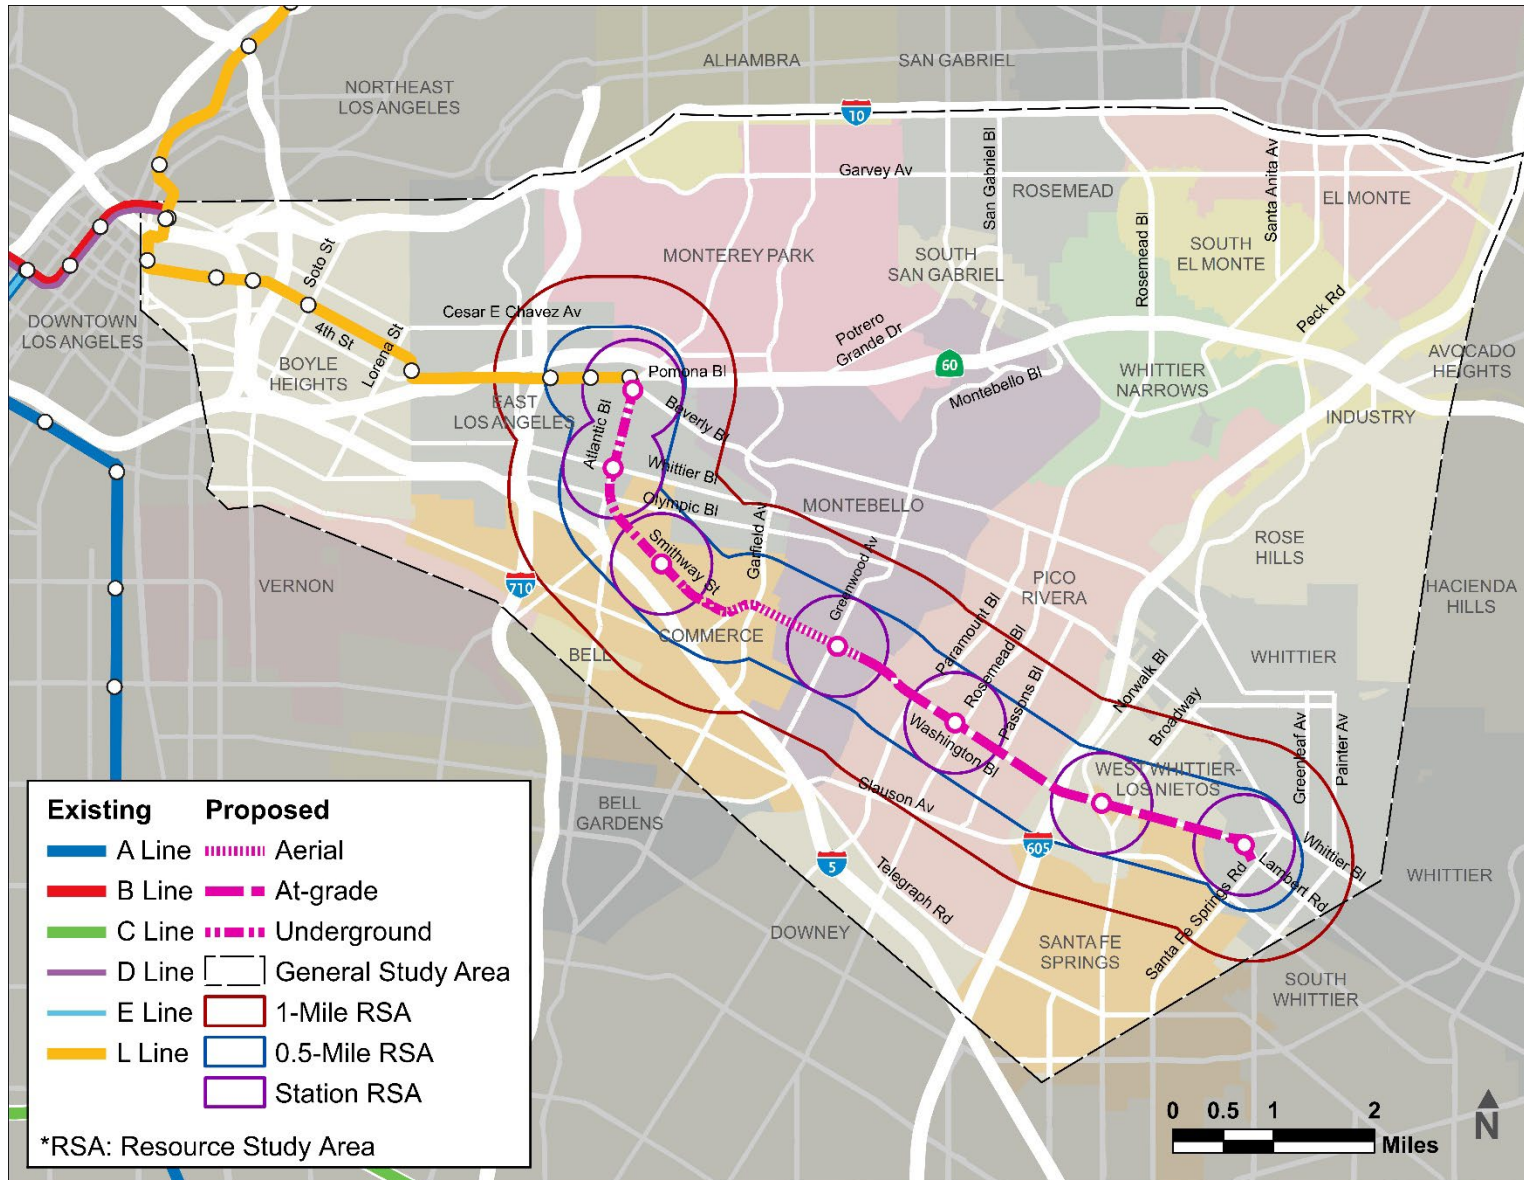 ALHAMBRA
SAN GABRIEL
NORTHEAST
LOS ANGELES
10
Garvey Av
San Gabriel Bl
Santa Anita Av
ROSEMEAD
EL MONTE
Rosemead Bl
Soto St
MONTEREY PARK
SOUTH
SAN GABRIEL
SOUTH
EL MONTE
Peck Rd
Cesar E Chavez Av
DOWNTOWN
LOS ANGELES
4th St
Lorena St
BOYLE
HEIGHTS
Potrero
Grande Dr
60
Pomona Bl
Montebello Bl
WHITTIER
NARROWS
AVOCADO
HEIGHTS
EAST
LOS ANGELES
Atlantic Bl
Beverly Bl
INDUSTRY
Whittier Bl
Olympic Bl
MONTEBELLO
Garfield Av
Smithway St
Greenwood Av
ROSE
HILLS
VERNON
710
PICO
RIVERA
HACIENDA
HILLS
COMMERCE
BELL
Paramount Bl
Rosemead Bl
Passons Bl
Norwalk Bl
Broadway
WHITTIER
Washington Bl
Greenleaf Av
Painter Av
WEST WHITTIER-
LOS NIETOS
Slauson Av
BELL
GARDENS
605
5
Whittier Bl
Lambert Rd
WHITTIER
Telegraph Rd
Santa Fe Springs Rd
DOWNEY
SANTA FE
SPRINGS
SOUTH
WHITTIER
Existing
A Line
B Line
C Line
D Line
E Line
L Line
Proposed
Aerial
At-grade
Underground
General Study Area
1-Mile RSA
0.5-Mile RSA
Station RSA
*RSA: Resource Study Area
0 0.5 1 2
Miles
N